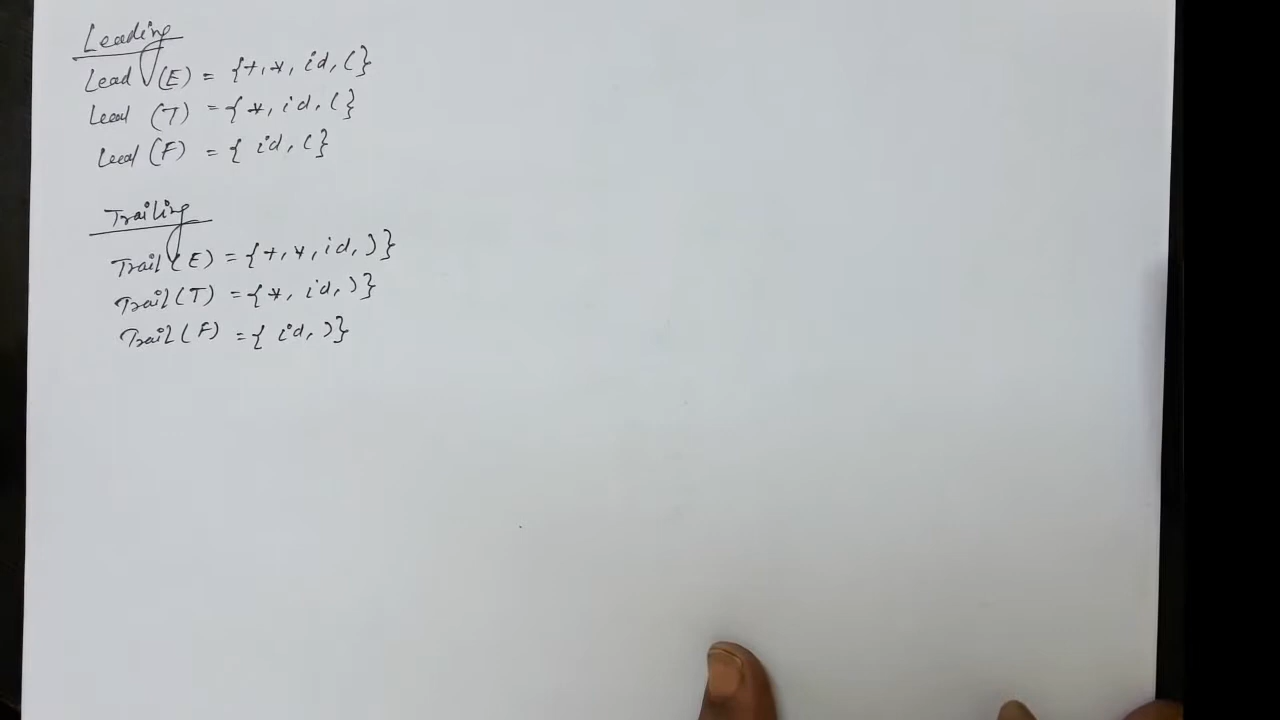 Leading
Lead (E) = {+, *, id, (}
Lead (T) = {*, id, (}
Lead (F) = { id, (}
Trailing
Trail(E) = {+, *, id, )}
Trail(T) = {*, id, )}
Trail(F) = { id, )}